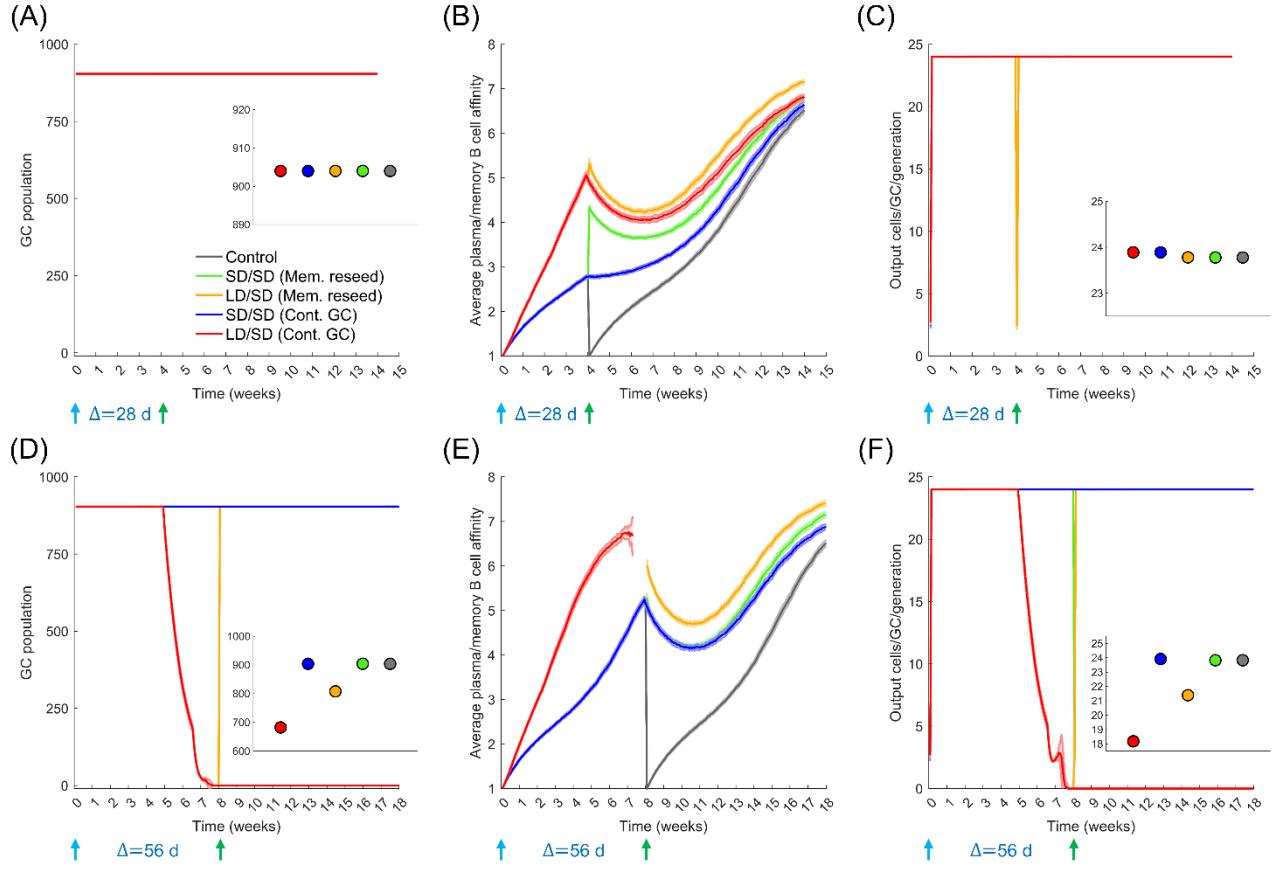 (A)
GC population
1000
750
500
250
0
920
910
900
890
Control
SD/SD (Mem. reseed)
LD/SD (Mem. reseed)
SD/SD (Cont. GC)
LD/SD (Cont. GC)
0 1 2 3 4 5 6 7 8 9 10 11 12 13 14 15
Time (weeks)
Δ=28 d
(B)
Average plasma/memory B cell affinity
8
7
6
5
4
3
2
1
0 1 2 3 4 5 6 7 8 9 10 11 12 13 14 15
Time (weeks)
Δ=28 d
(C)
Output cells/GC/generation
25
20
15
10
5
0
25
24
23
0 1 2 3 4 5 6 7 8 9 10 11 12 13 14 15
Time (weeks)
Δ=28 d
(D)
GC population
1000
750
500
250
0
1000
900
800
700
600
0 1 2 3 4 5 6 7 8 9 10 11 12 13 14 15 16 17 18
Time (weeks)
Δ=56 d
(E)
Average plasma/memory B cell affinity
8
7
6
5
4
3
2
1
0 1 2 3 4 5 6 7 8 9 10 11 12 13 14 15 16 17 18
Time (weeks)
Δ=56 d
(F)
Output cells/GC/generation
25
20
15
10
5
0
25
24
23
22
21
20
19
18
0 1 2 3 4 5 6 7 8 9 10 11 12 13 14 15 16 17 18
Time (weeks)
Δ=56 d